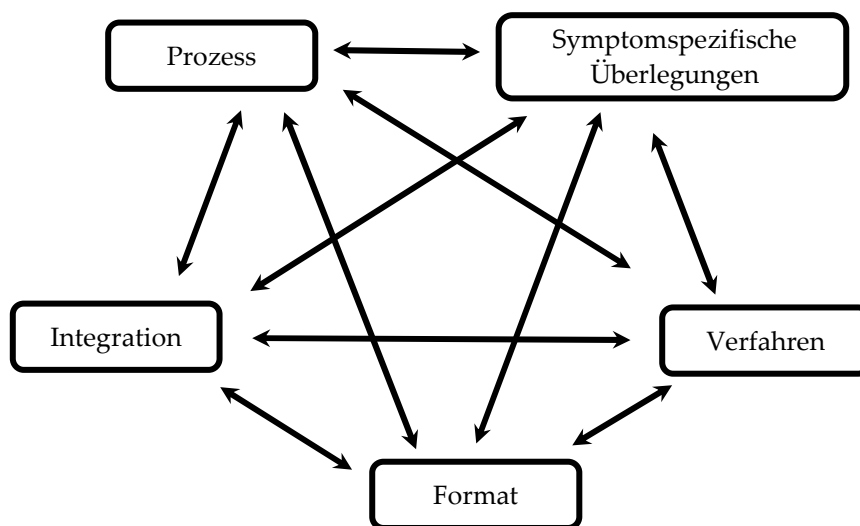 Prozess
Symptomspezifische
Überlegungen
Integration
Verfahren
Format